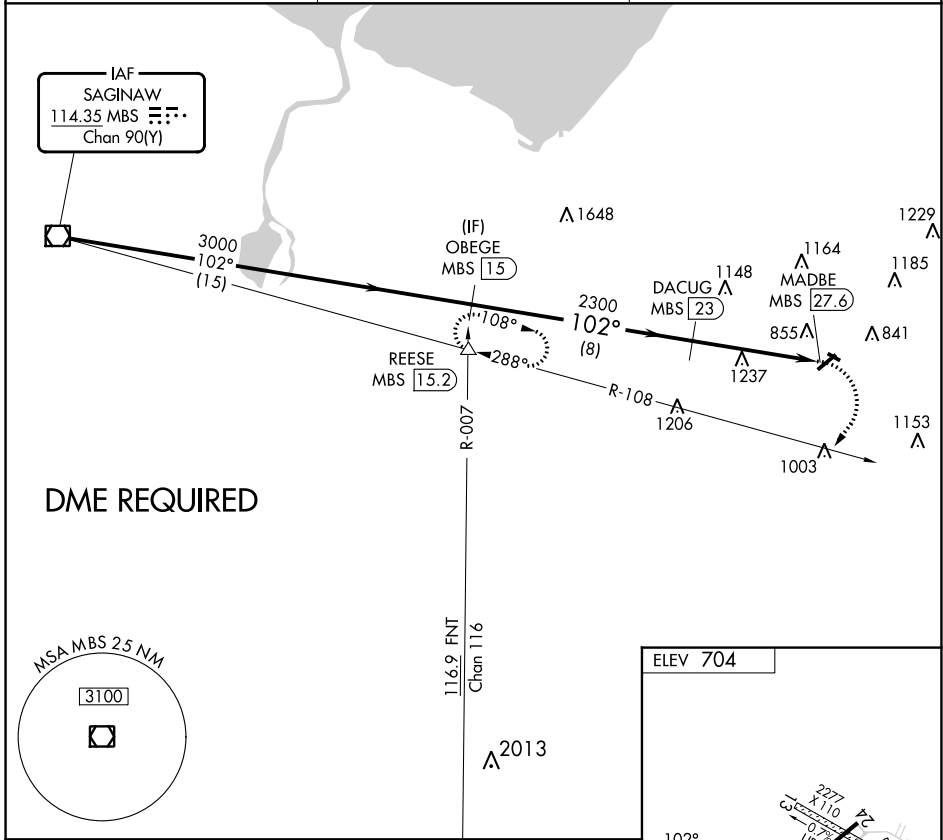 IAF
SAGINAW
114.35 MBS
Chan 90(Y)
1648
1229
(IF)
OBEGE
MBS 15
3000
102°
(15)
1164
1148
1185
DACUG
MBS 23
MADBE
MBS 27.6
2300
102°
(8)
855
841
108°
288°
REESE
MBS 15.2
1237
R-108
1206
R-007
1153
1003
DME REQUIRED
116.9 FNT
Chan 116
MSA MBS 25 NM
3100
ELEV 704
2013
2277
X 110
24
13
102°